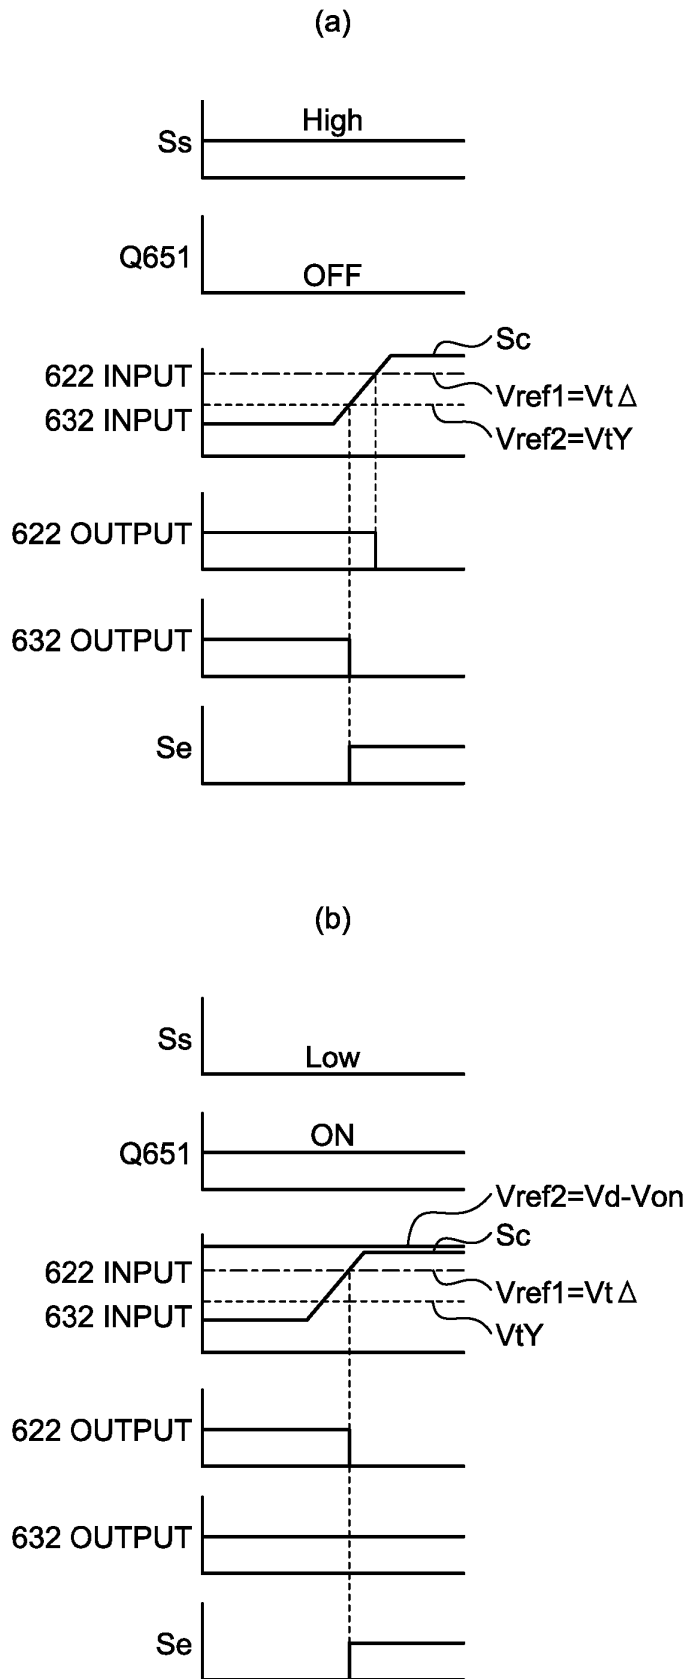 (a)
Ss
High
Q651
OFF
622 INPUT
632 INPUT
Sc
Vref1=VtΔ
Vref2=VtY
622 OUTPUT
632 OUTPUT
Se
(b)
Ss
Low
Q651
ON
Vref2=Vd-Von
Sc
622 INPUT
632 INPUT
Vref1=VtΔ
VtY
622 OUTPUT
632 OUTPUT
Se